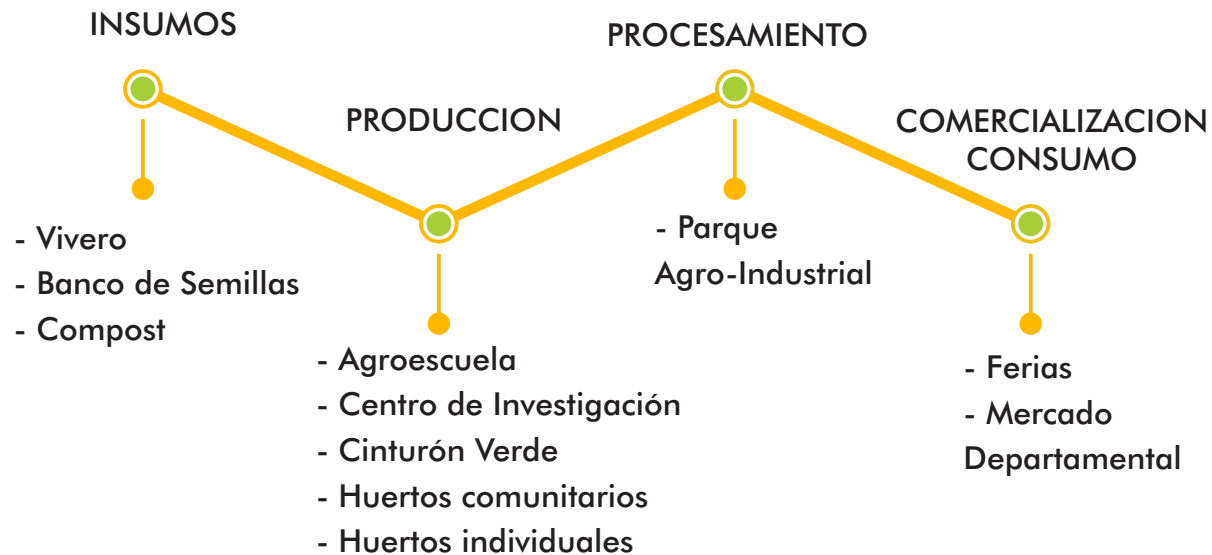 INSUMOS
- Vivero
- Banco de Semillas
- Compost
PRODUCCION
- Agroescuela
- Centro de Investigación
- Cinturón Verde
- Huertos comunitarios
- Huertos individuales
PROCESAMIENTO
- Parque
Agro-Industrial
COMERCIALIZACION
CONSUMO
- Ferias
- Mercado
Departamental